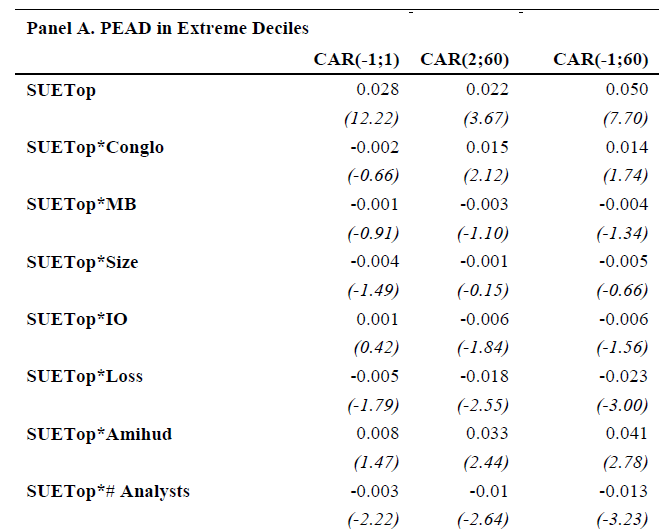 Panel A. PEAD in Extreme Deciles
CAR(-1;1) CAR(2;60) CAR(-1;60)
SUETop 0.028 0.022 0.050
(12.22) (3.67) (7.70)
SUETop*Conglo -0.002 0.015 0.014
(-0.66) (2.12) (1.74)
SUETop*MB -0.001 -0.003 -0.004
(-0.91) (-1.10) (-1.34)
SUETop*Size -0.004 -0.001 -0.005
(-1.49) (-0.15) (-0.66)
SUETop*IO 0.001 -0.006 -0.006
(0.42) (-1.84) (-1.56)
SUETop*Loss -0.005 -0.018 -0.023
(-1.79) (-2.55) (-3.00)
SUETop*Amihud 0.008 0.033 0.041
(1.47) (2.44) (2.78)
SUETop*# Analysts -0.003 -0.01 -0.013
(-2.22) (-2.64) (-3.23)